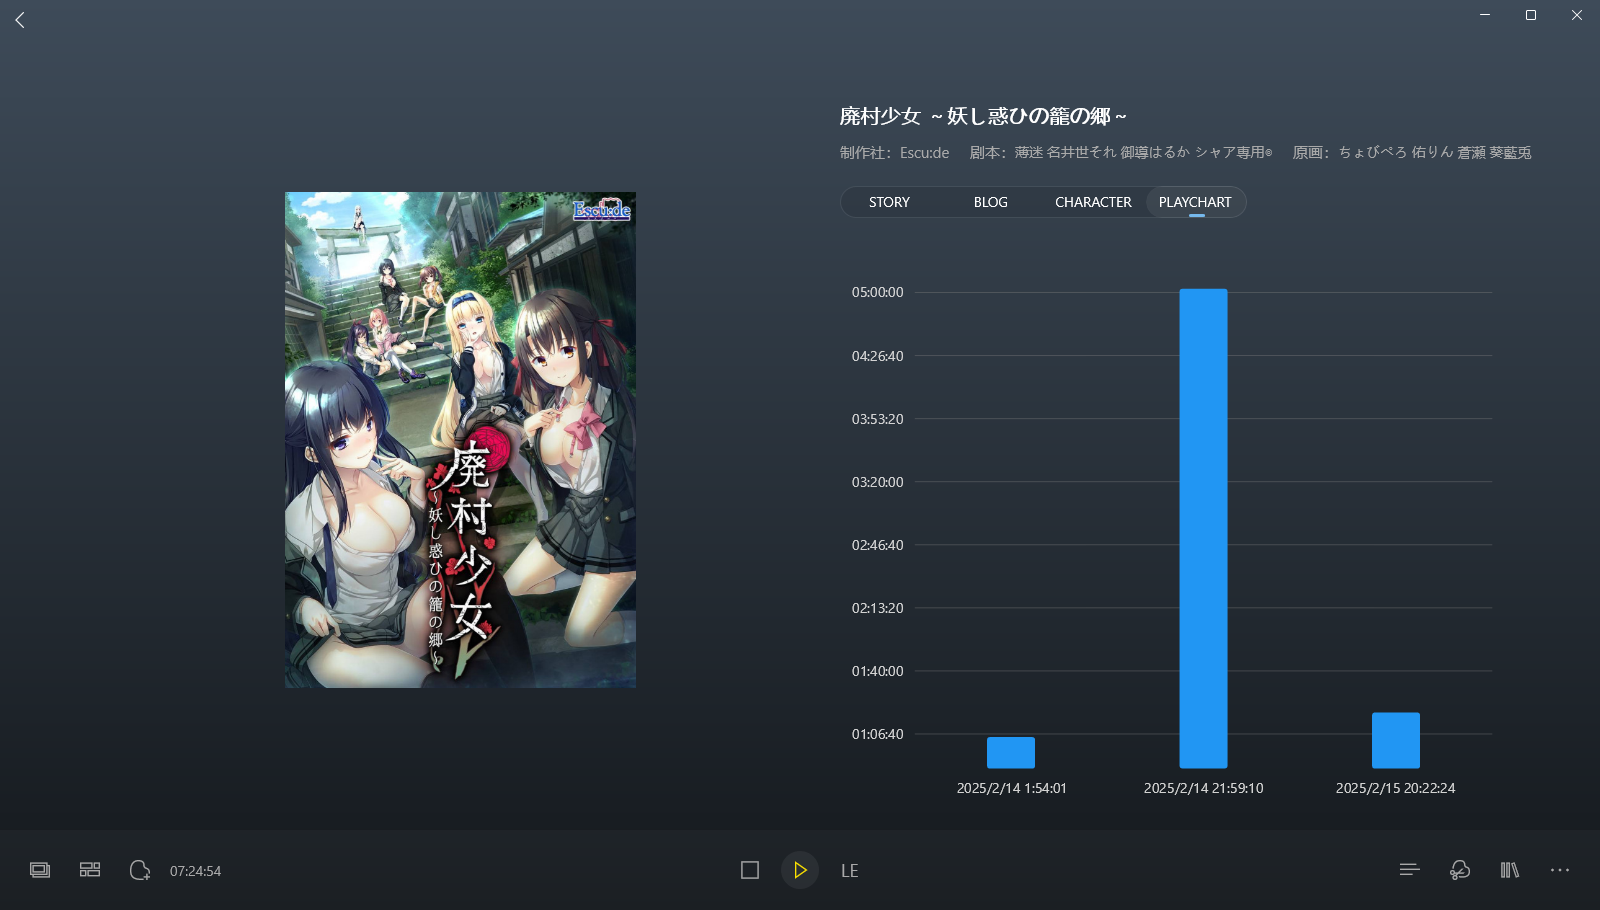 廃村少女 ～妖し惑ひの籠の郷～
制作社：Escu:de 剧本：薄迷 名井世それ 御導はるか シャア専用◎ 原画：ちょびぺろ 佑りん 蒼瀬 葵藍兎
STORY BLOG CHARACTER PLAYCHART
Escu:de
廃村少女
～妖し惑ひの籠の郷～
05:00:00
04:26:40
03:53:20
03:20:00
02:46:40
02:13:20
01:40:00
01:06:40
2025/2/14 1:54:01 2025/2/14 21:59:10 2025/2/15 20:22:24
07:24:54 LE